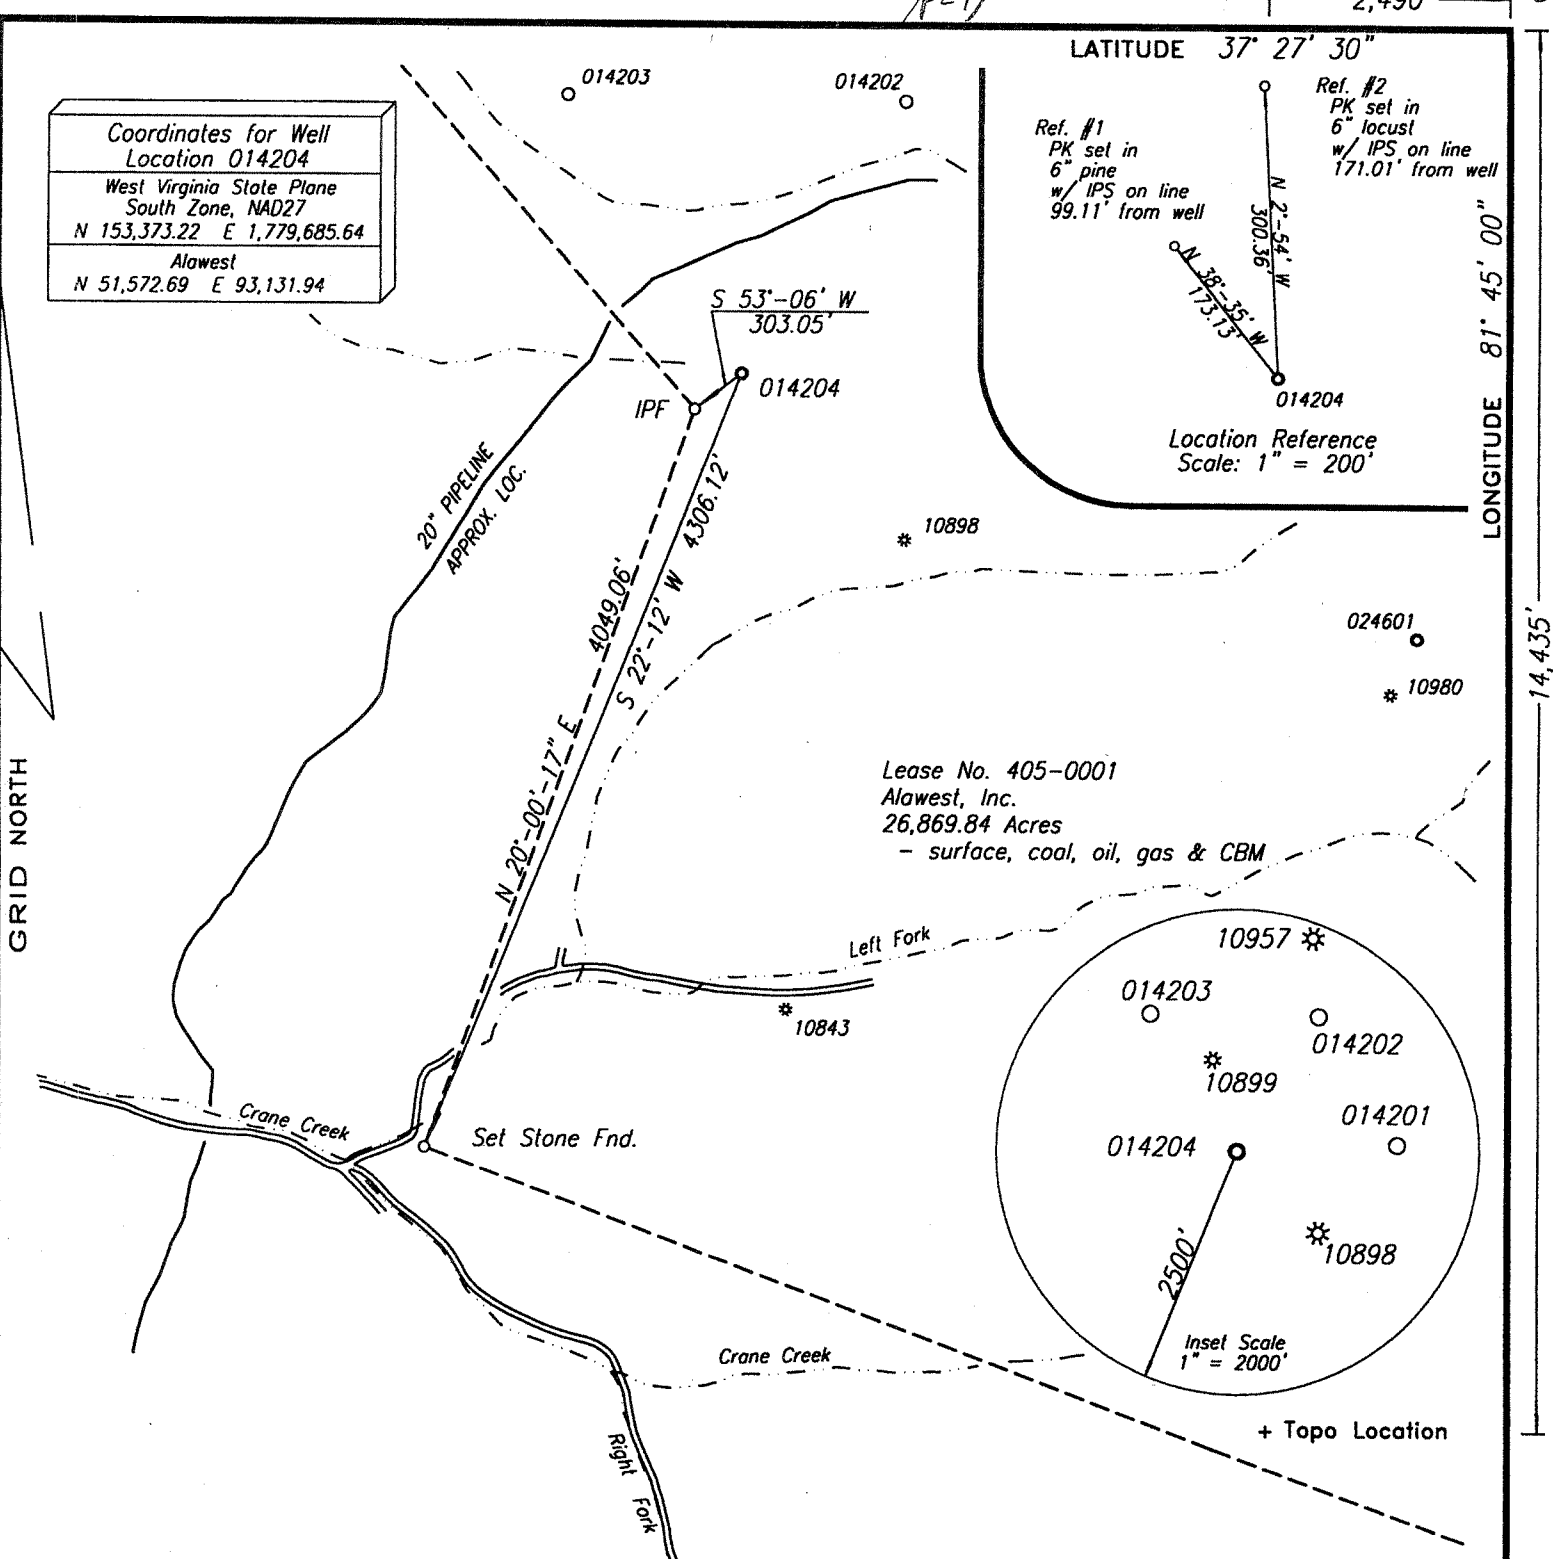 2,490
LATITUDE 37° 27' 30"
014203
014202
Coordinates for Well
Location 014204
West Virginia State Plane
South Zone, NAD27
N 153,373.22 E 1,779,685.64
Alawest
N 51,572.69 E 93,131.94
Ref. #1
PK set in
6" pine
w/ IPS on line
99.11' from well
Ref. #2
PK set in
6" locust
w/ IPS on line
171.01' from well
N 2°-54' W
300.36'
N 38°-35' W
173.13'
014204
Location Reference
Scale: 1" = 200'
LONGITUDE 81° 45' 00"
14,435'
S 53°-06' W
303.05'
014204
IPF
20" PIPELINE
APPROX. LOC.
4049.06'
N 20°-00'-17" E
S 22°-12' W 4306.12'
10898
024601
10980
GRID NORTH
Lease No. 405-0001
Alawest, Inc.
26,869.84 Acres
- surface, coal, oil, gas & CBM
Left Fork
10843
Crane Creek
Set Stone Fnd.
10957
014203
014202
10899
014201
014204
10898
2500'
Inset Scale
1" = 2000'
Crane Creek
Right Fork
+ Topo Location